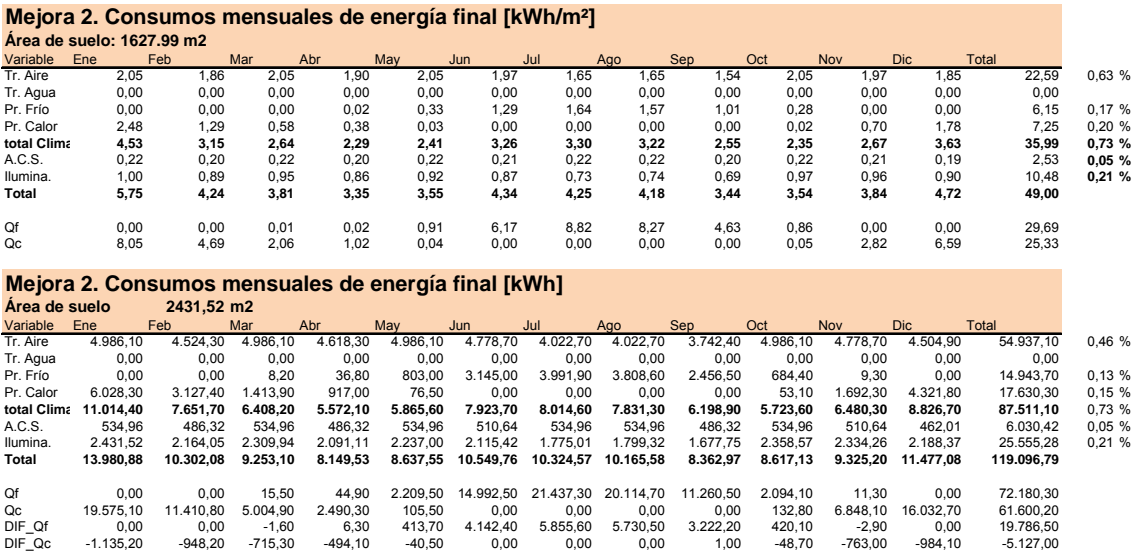 Mejora 2. Consumos mensuales de energía final [kWh/m²]
Área de suelo: 1627.99 m2
Variable Ene Feb Mar Abr May Jun Jul Ago Sep Oct Nov Dic Total
Tr. Aire 2,05 1,86 2,05 1,90 2,05 1,97 1,65 1,65 1,54 2,05 1,97 1,85 22,59 0,63 %
Tr. Agua 0,00 0,00 0,00 0,00 0,00 0,00 0,00 0,00 0,00 0,00 0,00 0,00 0,00
Pr. Frío 0,00 0,00 0,00 0,02 0,33 1,29 1,64 1,57 1,01 0,28 0,00 0,00 6,15 0,17 %
Pr. Calor 2,48 1,29 0,58 0,38 0,03 0,00 0,00 0,00 0,00 0,02 0,70 1,78 7,25 0,20 %
total Clima 4,53 3,15 2,64 2,29 2,41 3,26 3,30 3,22 2,55 2,35 2,67 3,63 35,99 0,73 %
A.C.S. 0,22 0,20 0,22 0,20 0,22 0,21 0,22 0,22 0,20 0,22 0,21 0,19 2,53 0,05 %
Ilumina. 1,00 0,89 0,95 0,86 0,92 0,87 0,73 0,74 0,69 0,97 0,96 0,90 10,48 0,21 %
Total 5,75 4,24 3,81 3,35 3,55 4,34 4,25 4,18 3,44 3,54 3,84 4,72 49,00
Qf 0,00 0,00 0,01 0,02 0,91 6,17 8,82 8,27 4,63 0,86 0,00 0,00 29,69
Qc 8,05 4,69 2,06 1,02 0,04 0,00 0,00 0,00 0,00 0,05 2,82 6,59 25,33
Mejora 2. Consumos mensuales de energía final [kWh]
Área de suelo 2431,52 m2
Variable Ene Feb Mar Abr May Jun Jul Ago Sep Oct Nov Dic Total
Tr. Aire 4.986,10 4.524,30 4.986,10 4.618,30 4.986,10 4.778,70 4.022,70 4.022,70 3.742,40 4.986,10 4.778,70 4.504,90 54.937,10 0,46 %
Tr. Agua 0,00 0,00 0,00 0,00 0,00 0,00 0,00 0,00 0,00 0,00 0,00 0,00 0,00
Pr. Frío 0,00 0,00 8,20 36,80 803,00 3.145,00 3.991,90 3.808,60 2.456,50 684,40 9,30 0,00 14.943,70 0,13 %
Pr. Calor 6.028,30 3.127,40 1.413,90 917,00 76,50 0,00 0,00 0,00 0,00 53,10 1.692,30 4.321,80 17.630,30 0,15 %
total Clima 11.014,40 7.651,70 6.408,20 5.572,10 5.865,60 7.923,70 8.014,60 7.831,30 6.198,90 5.723,60 6.480,30 8.826,70 87.511,10 0,73 %
A.C.S. 534,96 486,32 534,96 486,32 534,96 510,64 534,96 534,96 486,32 534,96 510,64 462,01 6.030,42 0,05 %
Ilumina. 2.431,52 2.164,05 2.309,94 2.091,11 2.237,00 2.115,42 1.775,01 1.799,32 1.677,75 2.358,57 2.334,26 2.188,37 25.555,28 0,21 %
Total 13.980,88 10.302,08 9.253,10 8.149,53 8.637,55 10.549,76 10.324,57 10.165,58 8.362,97 8.617,13 9.325,20 11.477,08 119.096,79
Qf 0,00 0,00 15,50 44,90 2.209,50 14.992,50 21.437,30 20.114,70 11.260,50 2.094,10 11,30 0,00 72.180,30
Qc 19.575,10 11.410,80 5.004,90 2.490,30 105,50 0,00 0,00 0,00 0,00 132,80 6.848,10 16.032,70 61.600,20
DIF_Qf 0,00 0,00 -1,60 6,30 413,70 4.142,40 5.855,60 5.730,50 3.222,20 420,10 -2,90 0,00 19.786,50
DIF_Qc -1.135,20 -948,20 -715,30 -494,10 -40,50 0,00 0,00 0,00 1,00 -48,70 -763,00 -984,10 -5.127,00